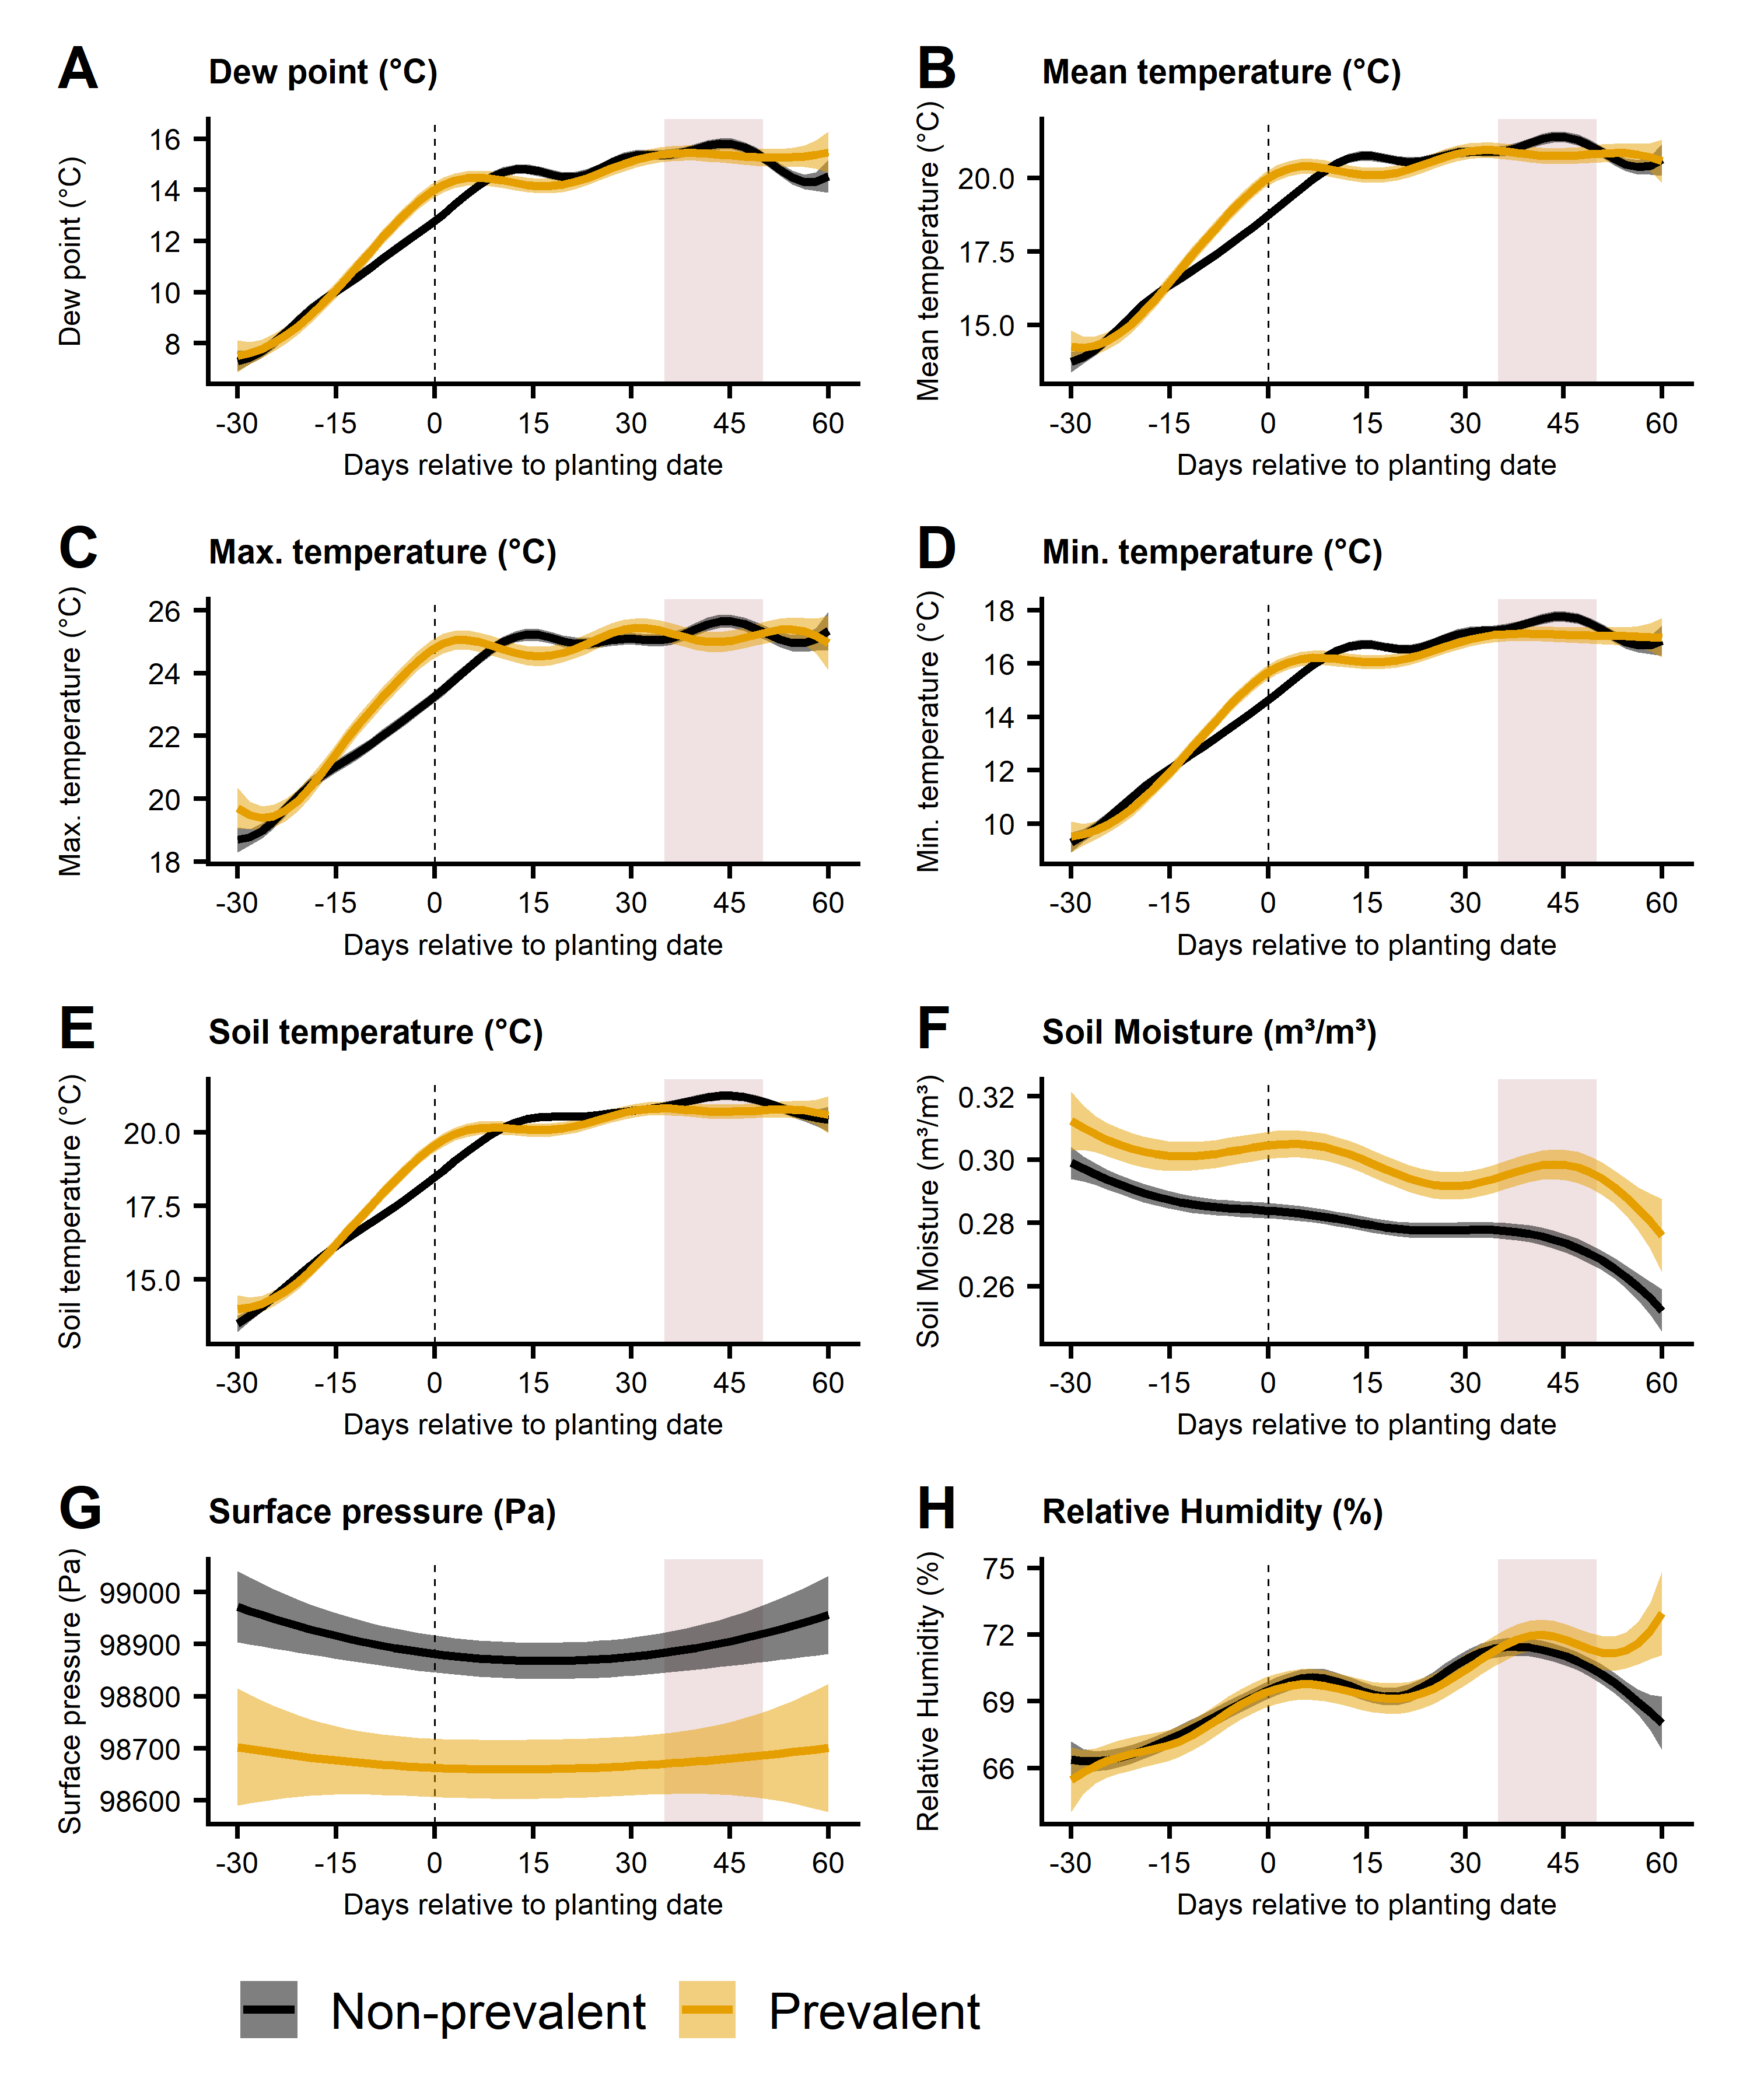 A Dew point (°C)
Dew point (°C)
16
14
12
10
8
-30 -15 0 15 30 45 60
Days relative to planting date
B Mean temperature (°C)
Mean temperature (°C)
20.0
17.5
15.0
-30 -15 0 15 30 45 60
Days relative to planting date
C Max. temperature (°C)
Max. temperature (°C)
26
24
22
20
18
-30 -15 0 15 30 45 60
Days relative to planting date
D Min. temperature (°C)
Min. temperature (°C)
18
16
14
12
10
-30 -15 0 15 30 45 60
Days relative to planting date
E Soil temperature (°C)
Soil temperature (°C)
20.0
17.5
15.0
-30 -15 0 15 30 45 60
Days relative to planting date
F Soil Moisture (m³/m³)
Soil Moisture (m³/m³)
0.32
0.30
0.28
0.26
-30 -15 0 15 30 45 60
Days relative to planting date
G Surface pressure (Pa)
Surface pressure (Pa)
99000
98900
98800
98700
98600
-30 -15 0 15 30 45 60
Days relative to planting date
H Relative Humidity (%)
Relative Humidity (%)
75
72
69
66
-30 -15 0 15 30 45 60
Days relative to planting date
Non-prevalent Prevalent